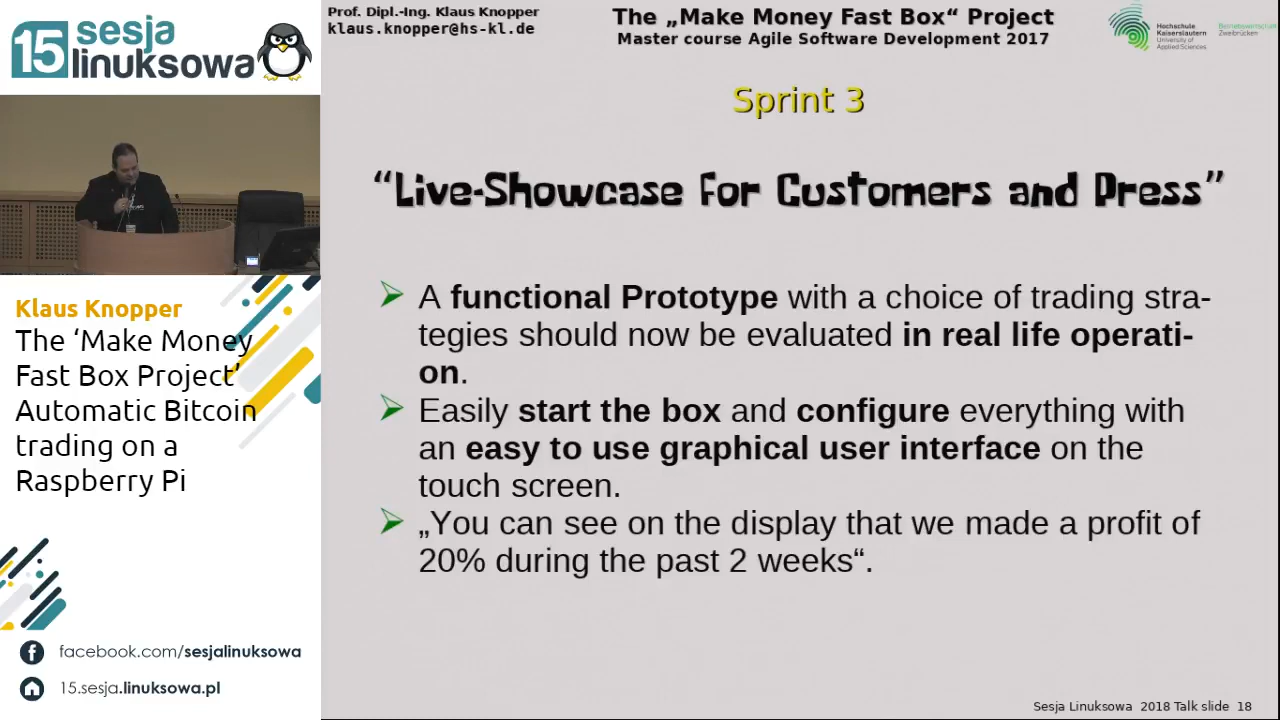 15 sesja
linuksowa
Klaus Knopper
The ‘Make Money
Fast Box Project’
Automatic Bitcoin
trading on a
Raspberry Pi
facebook.com/sesjalinuksowa
15.sesja.linuksowa.pl
Prof. Dipl.-Ing. Klaus Knopper
klaus.knopper@hs-kl.de
The „Make Money Fast Box“ Project
Master course Agile Software Development 2017
Hochschule
Kaiserslautern
University of
Applied Sciences
Betriebswirtschaft
Zweibrücken
Sprint 3
“Live-Showcase for Customers and Press”
A functional Prototype with a choice of trading stra-
tegies should now be evaluated in real life operati-
on.
Easily start the box and configure everything with
an easy to use graphical user interface on the
touch screen.
„You can see on the display that we made a profit of
20% during the past 2 weeks“.
Sesja Linuksowa 2018 Talk slide 18